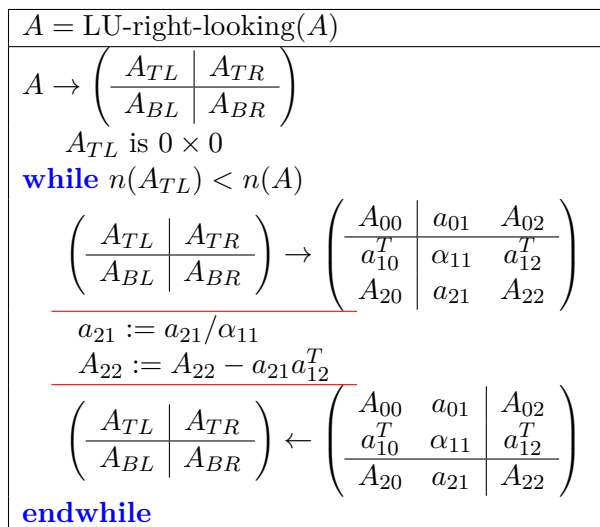 A = LU-right-looking(A)
A → ( A_TL | A_TR
A_BL | A_BR )
A_TL is 0 × 0
while n(A_TL) < n(A)
( A_TL | A_TR
A_BL | A_BR ) → ( A_00 | a_01 A_02
a_10^T | α_11 a_12^T
A_20 | a_21 A_22 )
a_21 := a_21/α_11
A_22 := A_22 − a_21 a_12^T
( A_TL | A_TR
A_BL | A_BR ) ← ( A_00 a_01 | A_02
a_10^T α_11 | a_12^T
A_20 a_21 | A_22 )
endwhile